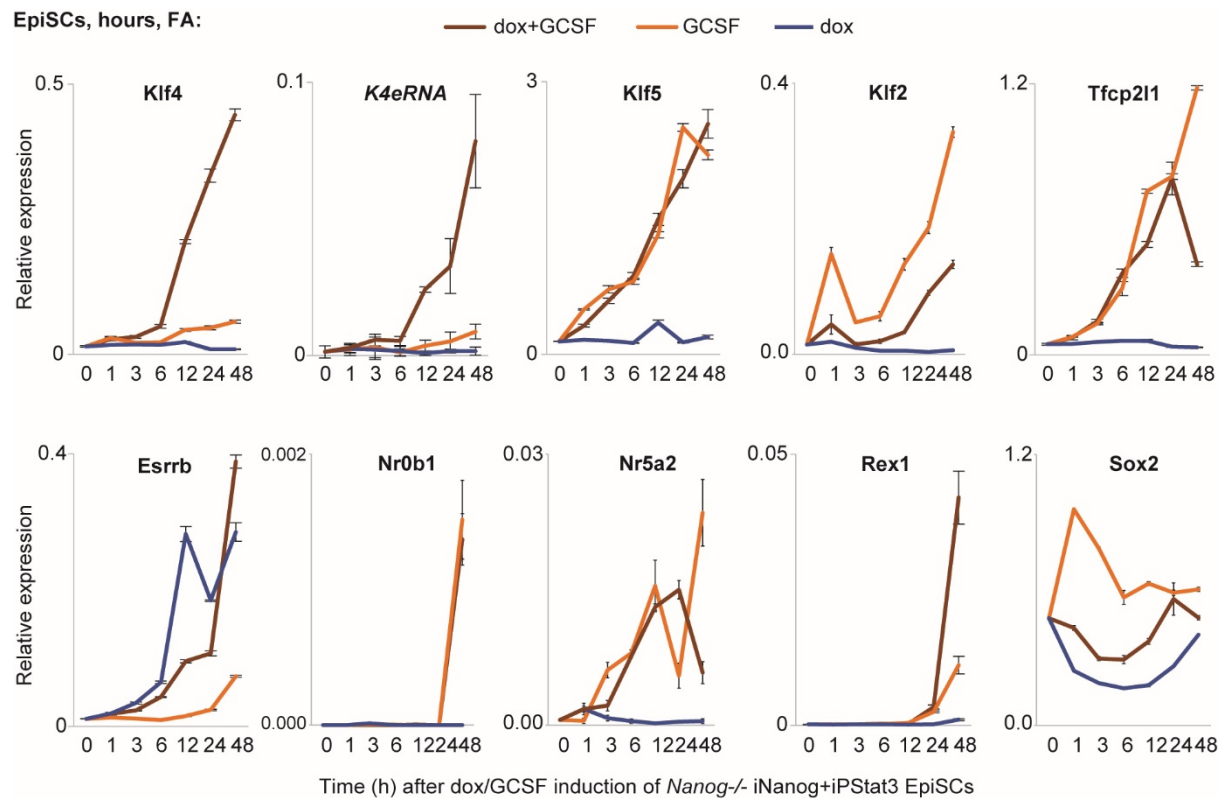 EpiSCs, hours, FA:
dox+GCSF GCSF dox
Klf4 K4eRNA Klf5 Klf2 Tfcp2l1
0.5 0.1 3 0.4 1.2
Relative expression
0 0 0 0.0 0
0 1 3 6 12 24 48 0 1 3 6 12 24 48 0 1 3 6 12 24 48 0 1 3 6 12 24 48 0 1 3 6 12 24 48
Esrrb Nr0b1 Nr5a2 Rex1 Sox2
0.4 0.002 0.03 0.05 1.2
Relative expression
0 0.000 0.00 0 0.0
0 1 3 6 12 24 48 0 1 3 6 12 24 48 0 1 3 6 12 24 48 0 1 3 6 12 24 48 0 1 3 6 12 24 48
Time (h) after dox/GCSF induction of Nanog-/- iNanog+iPStat3 EpiSCs